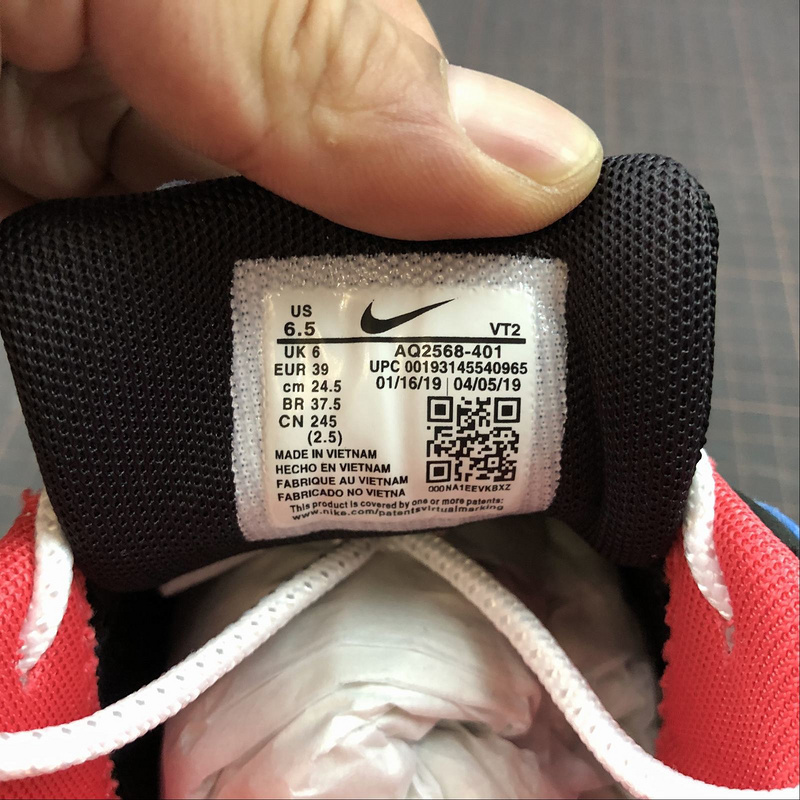 US
6.5
VT2
UK 6
EUR 39
cm 24.5
BR 37.5
CN 245
(2.5)
AQ2568-401
UPC 00193145540965
01/16/19 | 04/05/19
000NA1EEVKBXZ
MADE IN VIETNAM
HECHO EN VIETNAM
FABRIQUE AU VIETNAM
FABRICADO NO VIETNA
This product is covered by one or more patents:
www.nike.com/patentsvirtualmarking